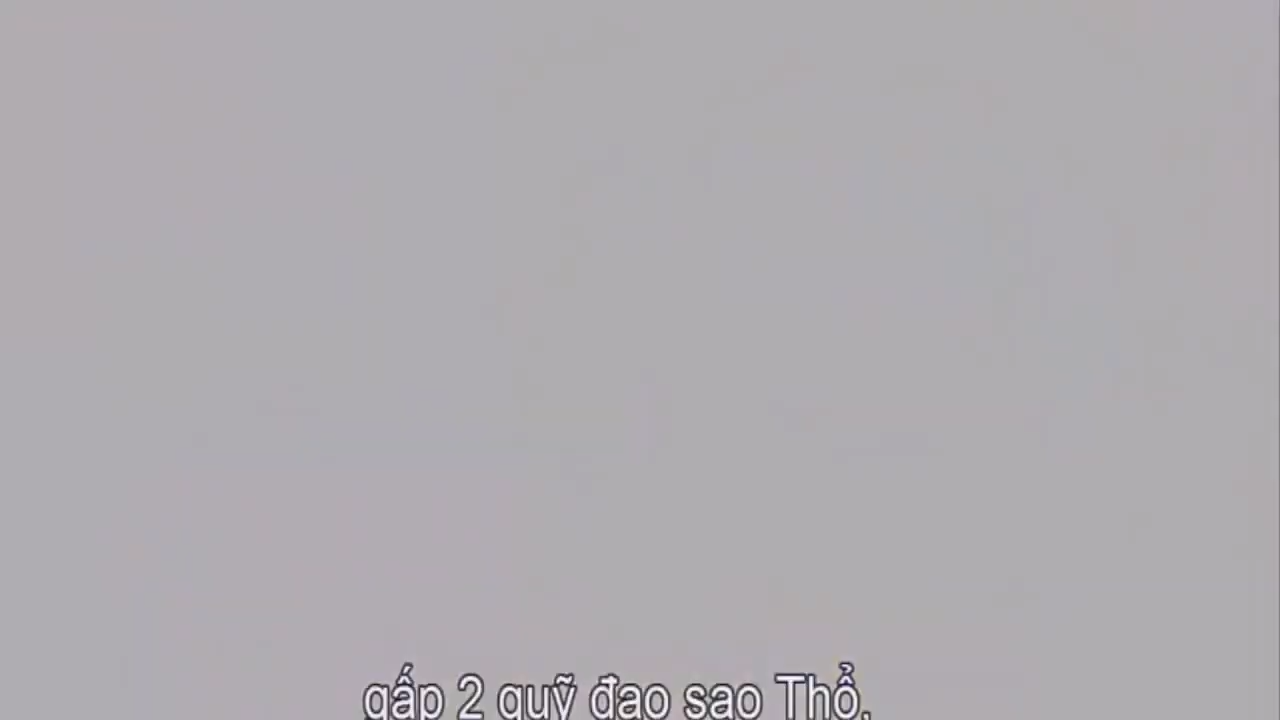 gấp 2 quỹ đạo sao Thổ,